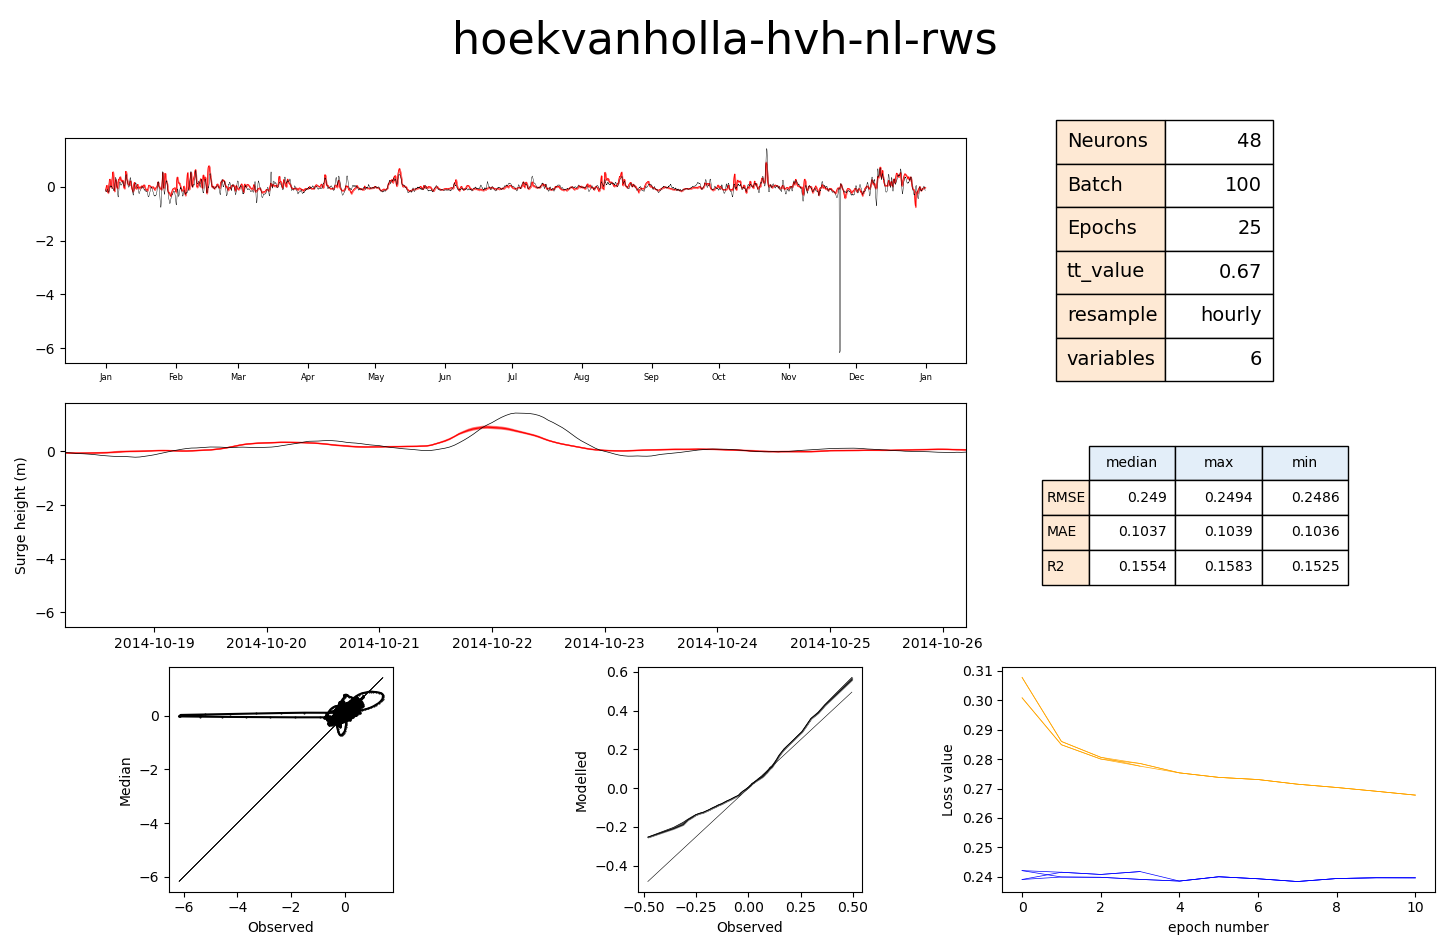 hoekvanholla-hvh-nl-rws
0
−2
−4
−6
Jan Feb Mar Apr May Jun Jul Aug Sep Oct Nov Dec Jan
Neurons 48
Batch 100
Epochs 25
tt_value 0.67
resample hourly
variables 6
Surge height (m)
0
−2
−4
−6
2014-10-19 2014-10-20 2014-10-21 2014-10-22 2014-10-23 2014-10-24 2014-10-25 2014-10-26
median max min
RMSE 0.249 0.2494 0.2486
MAE 0.1037 0.1039 0.1036
R2 0.1554 0.1583 0.1525
Median
0
−2
−4
−6
−6 −4 −2 0
Observed
Modelled
0.6
0.4
0.2
0.0
−0.2
−0.4
−0.50 −0.25 0.00 0.25 0.50
Observed
Loss value
0.31
0.30
0.29
0.28
0.27
0.26
0.25
0.24
0 2 4 6 8 10
epoch number